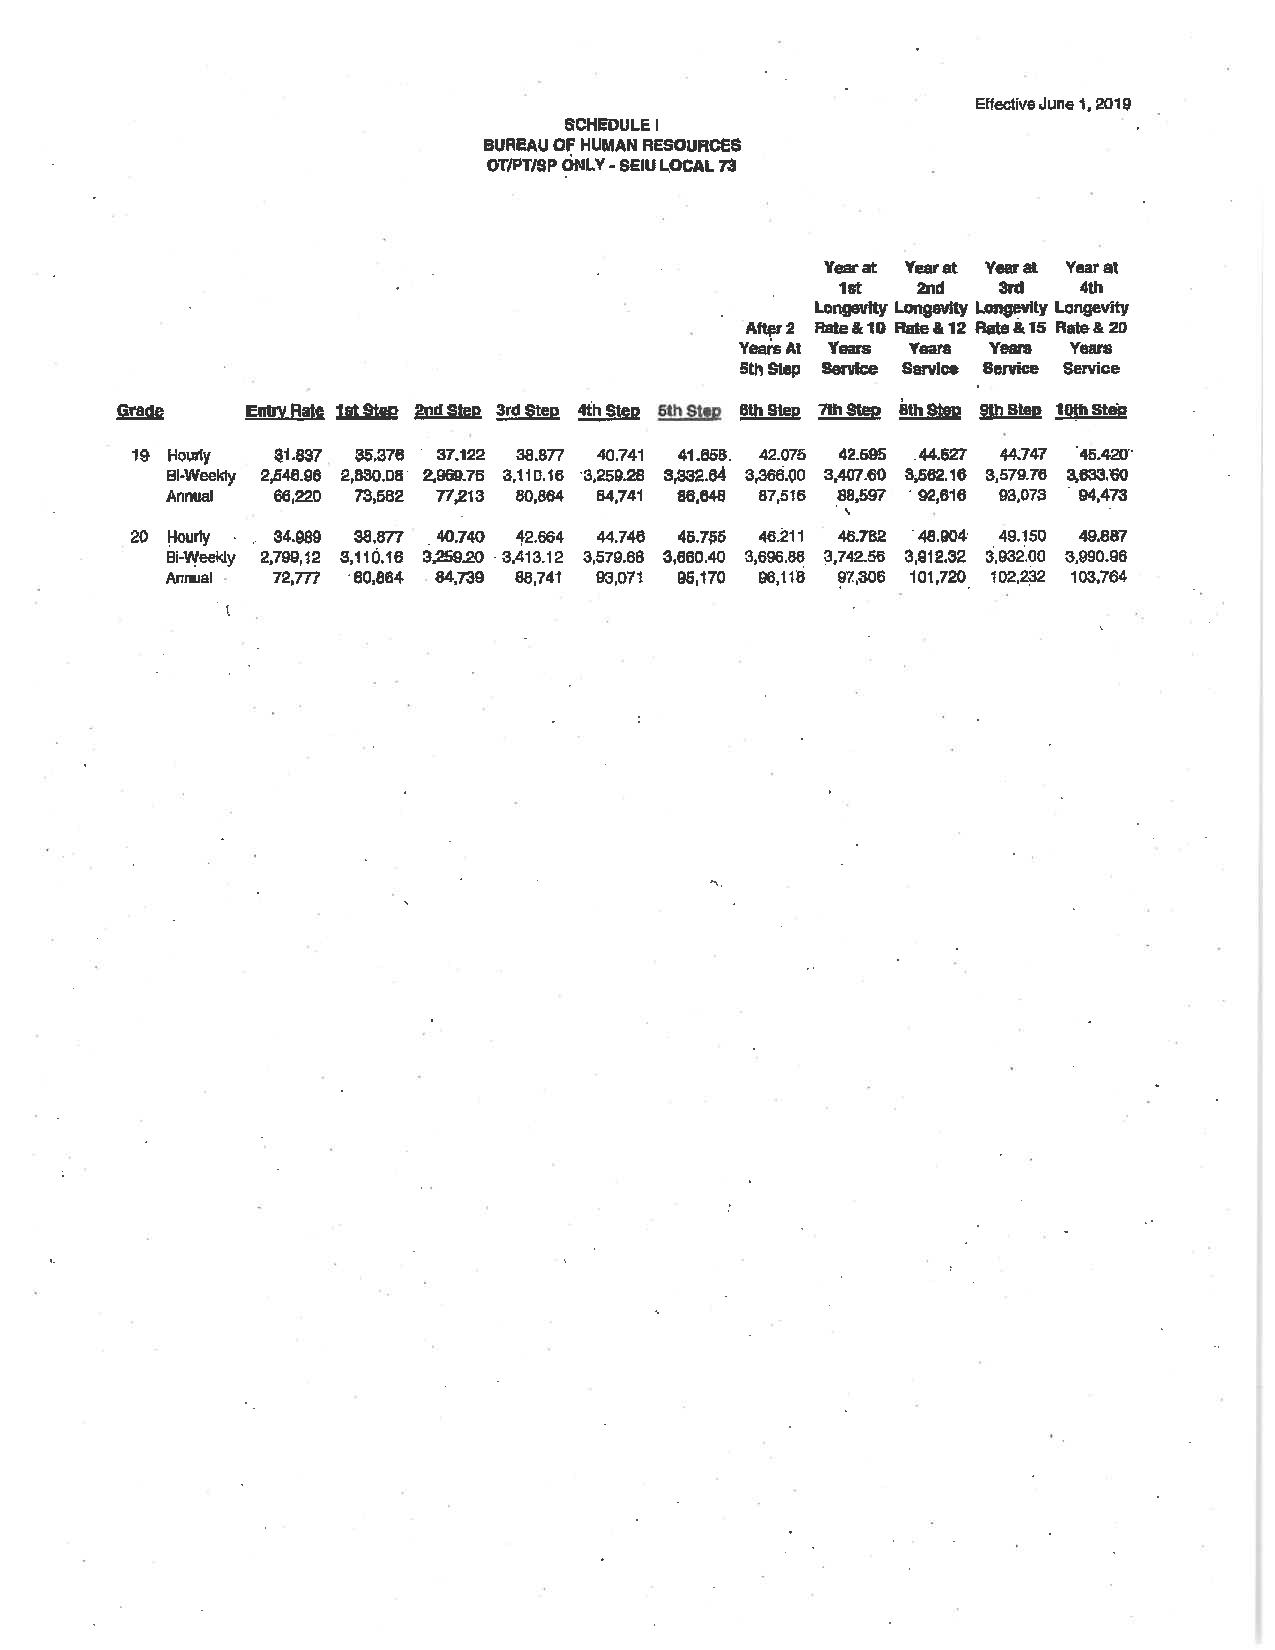 Effective June 1, 2019
SCHEDULE I
BUREAU OF HUMAN RESOURCES
OT/PT/SP ONLY - SEIU LOCAL 73
Year at Year at Year at Year at
1st 2nd 3rd 4th
Longevity Longevity Longevity Longevity
After 2 Rate & 10 Rate & 12 Rate & 15 Rate & 20
Years At Years Years Years Years
5th Step Service Service Service Service
Grade Entry Rate 1st Step 2nd Step 3rd Step 4th Step 5th Step 6th Step 7th Step 8th Step 9th Step 10th Step
19 Hourly 31.837 35.376 37.122 38.877 40.741 41.658 42.075 42.595 44.527 44.747 45.420
Bi-Weekly 2,546.96 2,830.08 2,969.76 3,110.16 3,259.28 3,332.64 3,366.00 3,407.60 3,562.16 3,579.76 3,633.60
Annual 66,220 73,582 77,213 80,864 84,741 86,648 87,516 88,597 92,616 93,073 94,473
20 Hourly 34.989 38.877 40.740 42.664 44.746 45.755 46.211 46.782 48.904 49.150 49.887
Bi-Weekly 2,799.12 3,110.16 3,259.20 3,413.12 3,579.68 3,660.40 3,696.88 3,742.56 3,912.32 3,932.00 3,990.96
Annual 72,777 80,864 84,739 88,741 93,071 95,170 96,118 97,306 101,720 102,232 103,764